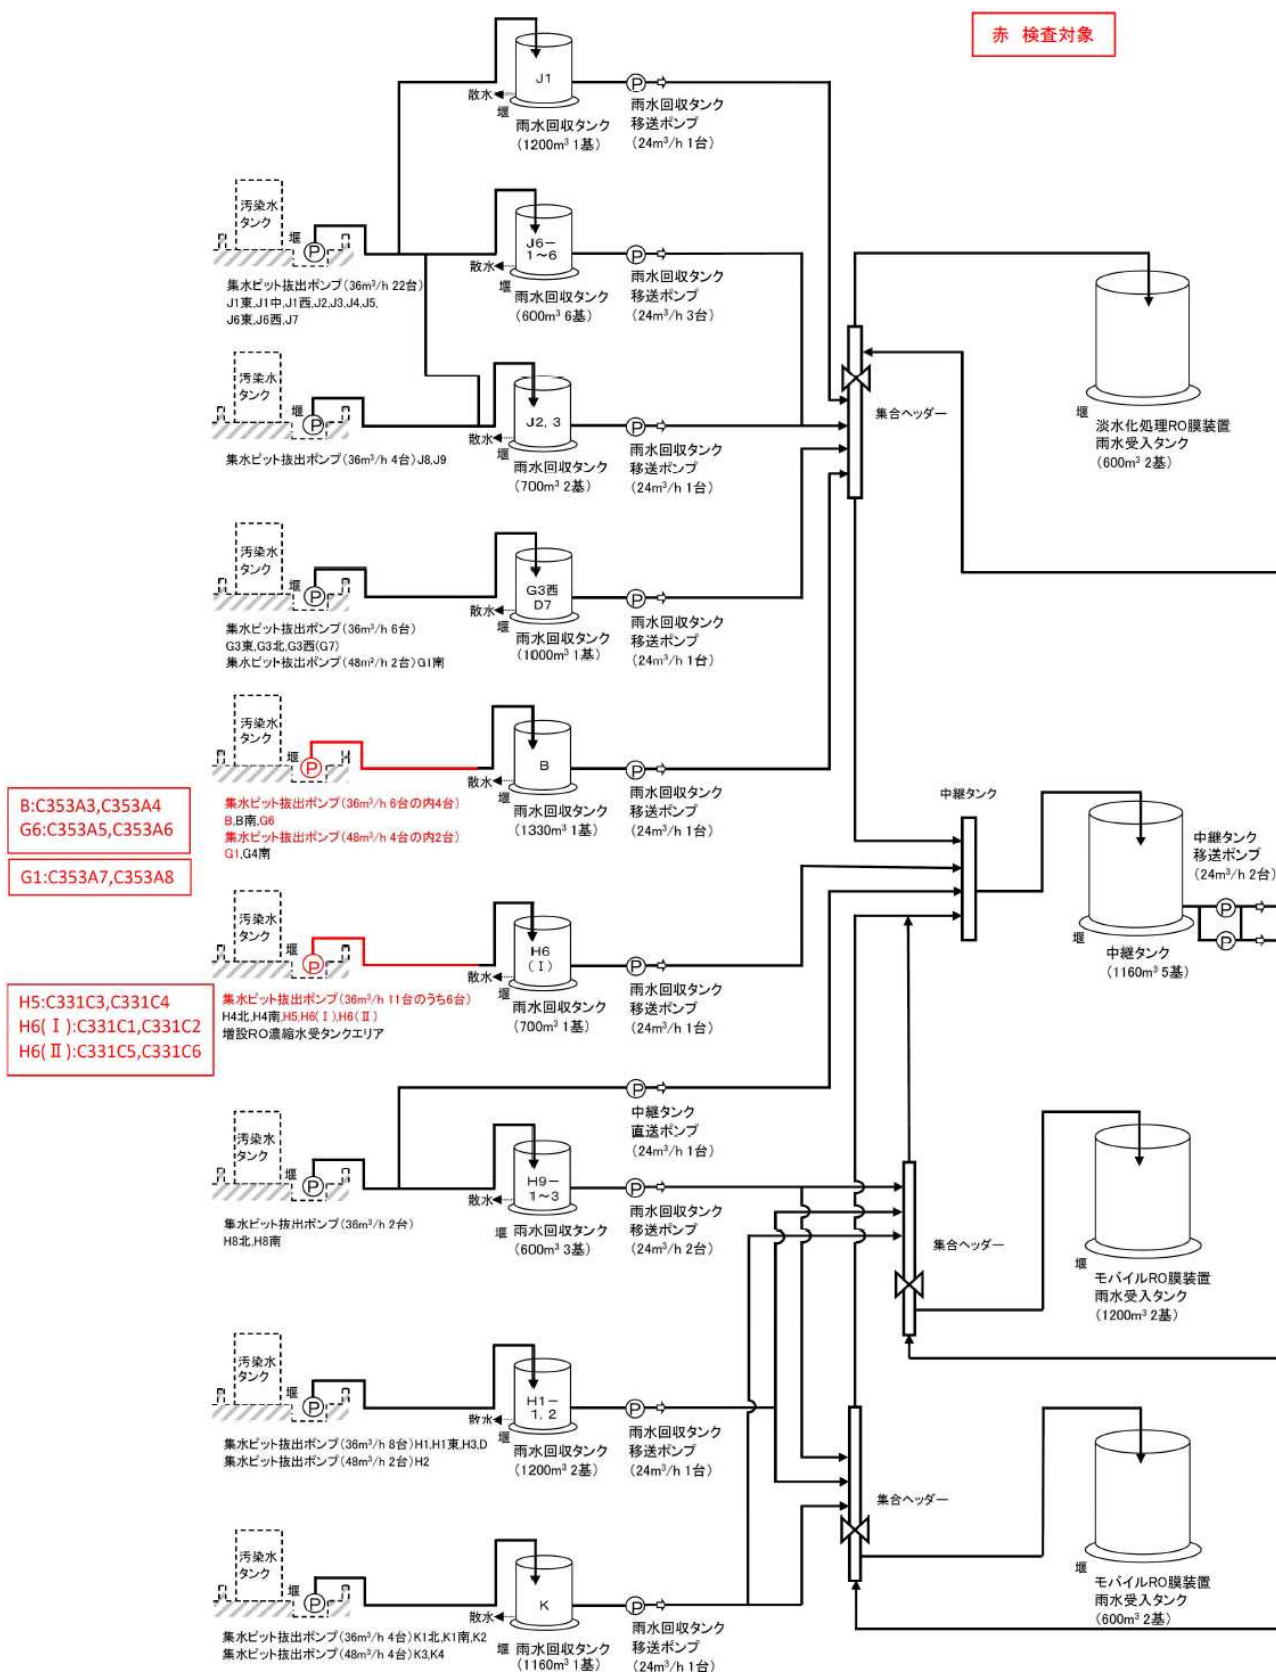 赤 検査対象
J1
散水
堰
雨水回収タンク
(1200m³ 1基)
P
雨水回収タンク
移送ポンプ
(24m³/h 1台)
汚染水
タンク
堰
P
集水ピット抜出ポンプ(36m³/h 22台)
J1東,J1中,J1西,J2,J3,J4,J5,
J6東,J6西,J7
J6−
1~6
散水
堰
雨水回収タンク
(600m³ 6基)
P
雨水回収タンク
移送ポンプ
(24m³/h 3台)
汚染水
タンク
堰
P
集水ピット抜出ポンプ(36m³/h 4台)J8,J9
J2, 3
散水
堰
雨水回収タンク
(700m³ 2基)
P
雨水回収タンク
移送ポンプ
(24m³/h 1台)
集合ヘッダー
堰
淡水化処理RO膜装置
雨水受入タンク
(600m³ 2基)
汚染水
タンク
堰
P
集水ピット抜出ポンプ(36m³/h 6台)
G3東,G3北,G3西(G7)
集水ピット抜出ポンプ(48m³/h 2台)G1南
G3西
D7
散水
堰
雨水回収タンク
(1000m³ 1基)
P
雨水回収タンク
移送ポンプ
(24m³/h 1台)
汚染水
タンク
堰
P
集水ピット抜出ポンプ(36m³/h 6台の内4台)
B,B南,G6
集水ピット抜出ポンプ(48m³/h 4台の内2台)
G1,G4南
B:C353A3,C353A4
G6:C353A5,C353A6
G1:C353A7,C353A8
B
散水
堰
雨水回収タンク
(1330m³ 1基)
P
雨水回収タンク
移送ポンプ
(24m³/h 1台)
中継タンク
中継タンク
移送ポンプ
(24m³/h 2台)
P
P
堰
中継タンク
(1160m³ 5基)
汚染水
タンク
堰
P
集水ピット抜出ポンプ(36m³/h 11台のうち6台)
H4北,H4南,H5,H6(Ⅰ),H6(Ⅱ)
増設RO濃縮水受タンクエリア
H5:C331C3,C331C4
H6(Ⅰ):C331C1,C331C2
H6(Ⅱ):C331C5,C331C6
H6
(Ⅰ)
散水
堰
雨水回収タンク
(700m³ 1基)
P
雨水回収タンク
移送ポンプ
(24m³/h 1台)
P
中継タンク
直送ポンプ
(24m³/h 1台)
汚染水
タンク
堰
P
集水ピット抜出ポンプ(36m³/h 2台)
H8北,H8南
H9−
1~3
散水
堰
雨水回収タンク
(600m³ 3基)
P
雨水回収タンク
移送ポンプ
(24m³/h 2台)
集合ヘッダー
堰
モバイルRO膜装置
雨水受入タンク
(1200m³ 2基)
汚染水
タンク
堰
P
集水ピット抜出ポンプ(36m³/h 8台)H1,H1東,H3,D
集水ピット抜出ポンプ(48m³/h 2台)H2
H1−
1, 2
散水
堰
雨水回収タンク
(1200m³ 2基)
P
雨水回収タンク
移送ポンプ
(24m³/h 1台)
集合ヘッダー
堰
モバイルRO膜装置
雨水受入タンク
(600m³ 2基)
汚染水
タンク
堰
P
集水ピット抜出ポンプ(36m³/h 4台)K1北,K1南,K2
集水ピット抜出ポンプ(48m³/h 4台)K3,K4
K
散水
堰
雨水回収タンク
(1160m³ 1基)
P
雨水回収タンク
移送ポンプ
(24m³/h 1台)